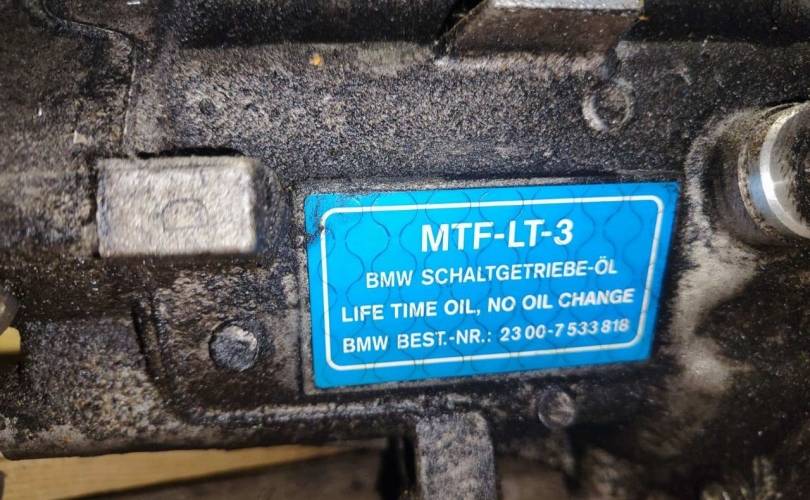 MTF-LT-3
BMW SCHALTGETRIEBE-ÖL
LIFE TIME OIL, NO OIL CHANGE
BMW BEST.-NR.: 23 00-7 533 818